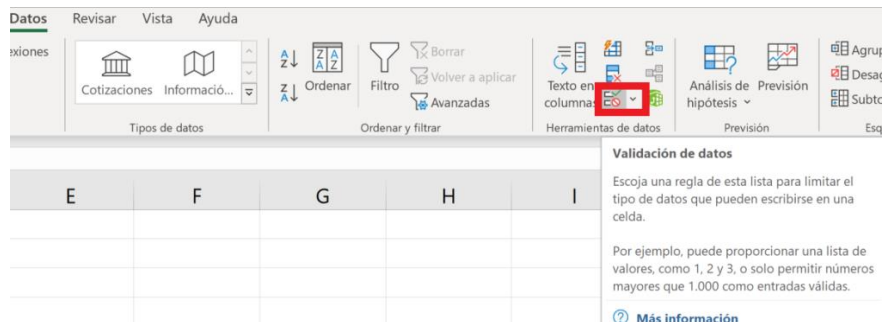 Datos Revisar Vista Ayuda
exiones
Cotizaciones Informació...
Tipos de datos
Ordenar
Filtro
Borrar
Volver a aplicar
Avanzadas
Ordenar y filtrar
Texto en
columnas
Herramientas de datos
Análisis de
hipótesis
Previsión
Previsión
Agrup
Desag
Subto
Esq
E F G H I
Validación de datos
Escoja una regla de esta lista para limitar el
tipo de datos que pueden escribirse en una
celda.
Por ejemplo, puede proporcionar una lista de
valores, como 1, 2 y 3, o solo permitir números
mayores que 1.000 como entradas válidas.
Más información